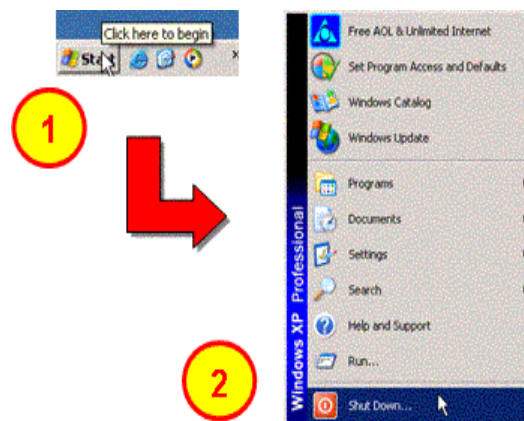 Click here to begin
Start
1
Free AOL & Unlimited Internet
Set Program Access and Defaults
Windows Catalog
Windows Update
Programs
Documents
Settings
Search
Help and Support
Run...
Shut Down...
Windows XP Professional
2